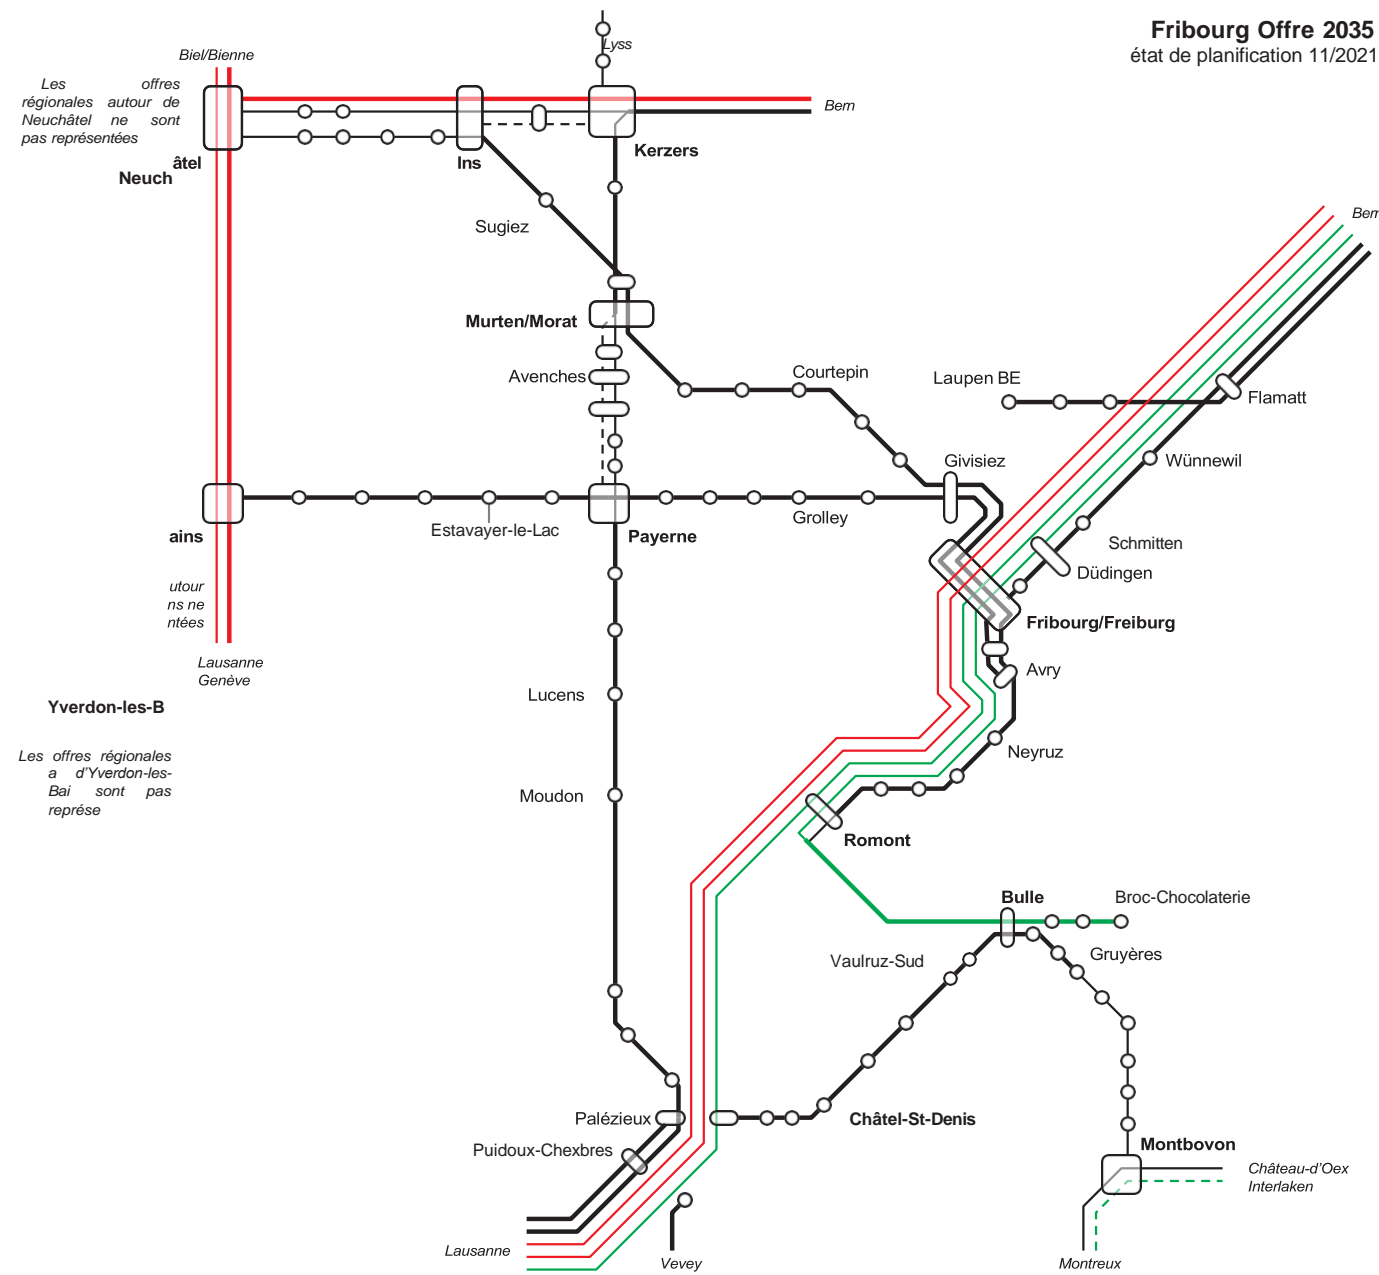 Fribourg Offre 2035
état de planification 11/2021
Lyss
Biel/Bienne
Les offres
régionales autour de
Neuchâtel ne sont
pas représentées
Bern
Kerzers
Ins
âtel
Neuch
Bern
Sugiez
Murten/Morat
Avenches
Courtepin
Laupen BE
Flamatt
Givisiez
Wünnewil
Grolley
Estavayer-le-Lac
Payerne
ains
Schmitten
Düdingen
utour
ns ne
ntées
Fribourg/Freiburg
Lausanne
Genève
Avry
Lucens
Yverdon-les-B
Neyruz
Les offres régionales
a d'Yverdon-les-
Bai sont pas
représe
Moudon
Romont
Bulle
Broc-Chocolaterie
Vaulruz-Sud
Gruyères
Palézieux
Châtel-St-Denis
Puidoux-Chexbres
Montbovon
Château-d'Oex
Interlaken
Lausanne
Vevey
Montreux